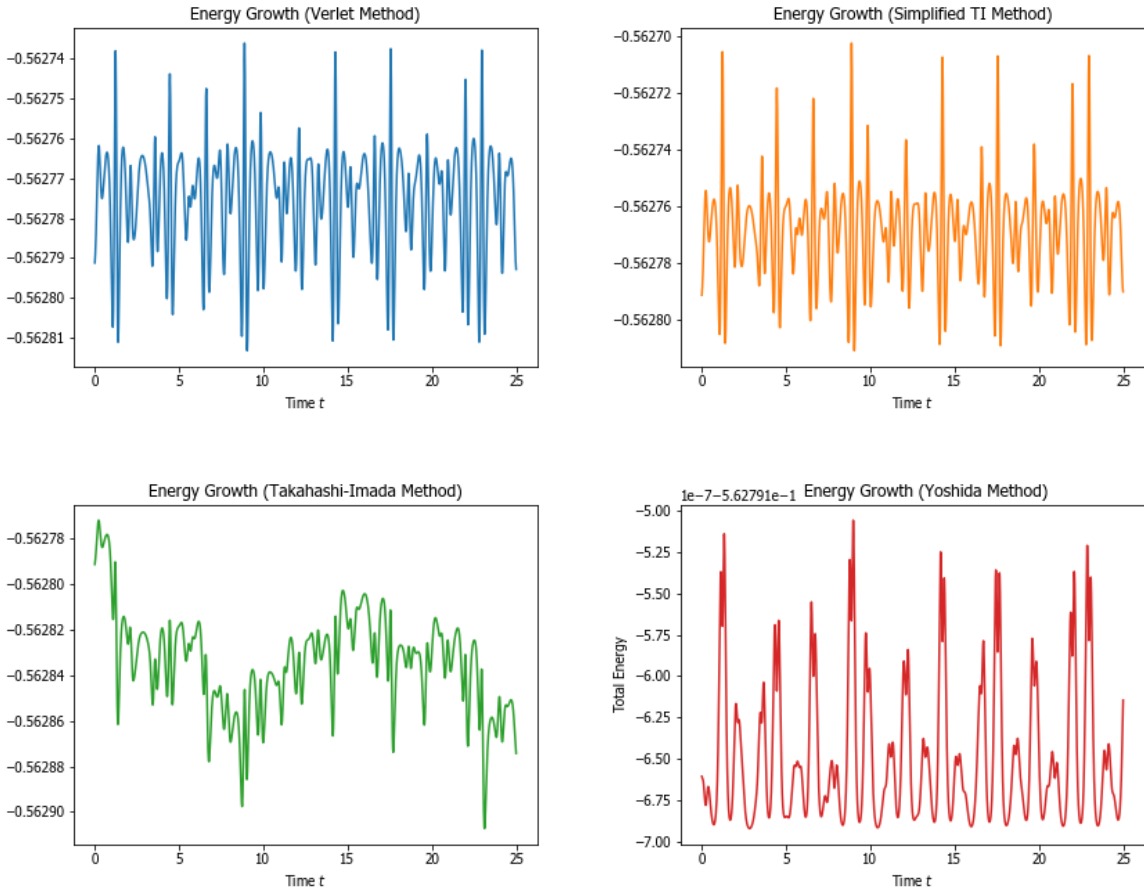 Energy Growth (Verlet Method)
−0.56274
−0.56275
−0.56276
−0.56277
−0.56278
−0.56279
−0.56280
−0.56281
0 5 10 15 20 25
Time t
Energy Growth (Simplified TI Method)
−0.56270
−0.56272
−0.56274
−0.56276
−0.56278
−0.56280
0 5 10 15 20 25
Time t
Energy Growth (Takahashi-Imada Method)
−0.56278
−0.56280
−0.56282
−0.56284
−0.56286
−0.56288
−0.56290
0 5 10 15 20 25
Time t
1e-7−5.62791e-1
Energy Growth (Yoshida Method)
Total Energy
−5.00
−5.25
−5.50
−5.75
−6.00
−6.25
−6.50
−6.75
−7.00
0 5 10 15 20 25
Time t